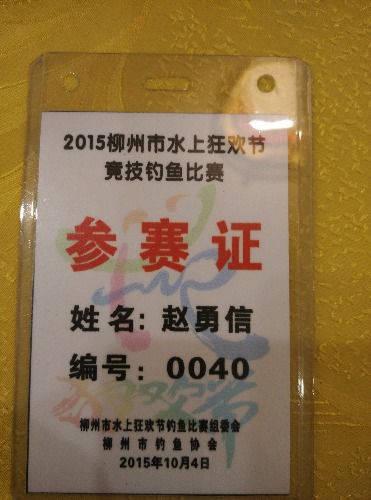 2015柳州市水上狂欢节
竞技钓鱼比赛
参赛证
姓名：赵勇信
编号：0040
柳州市水上狂欢节钓鱼比赛组委会
柳州市钓鱼协会
2015年10月4日